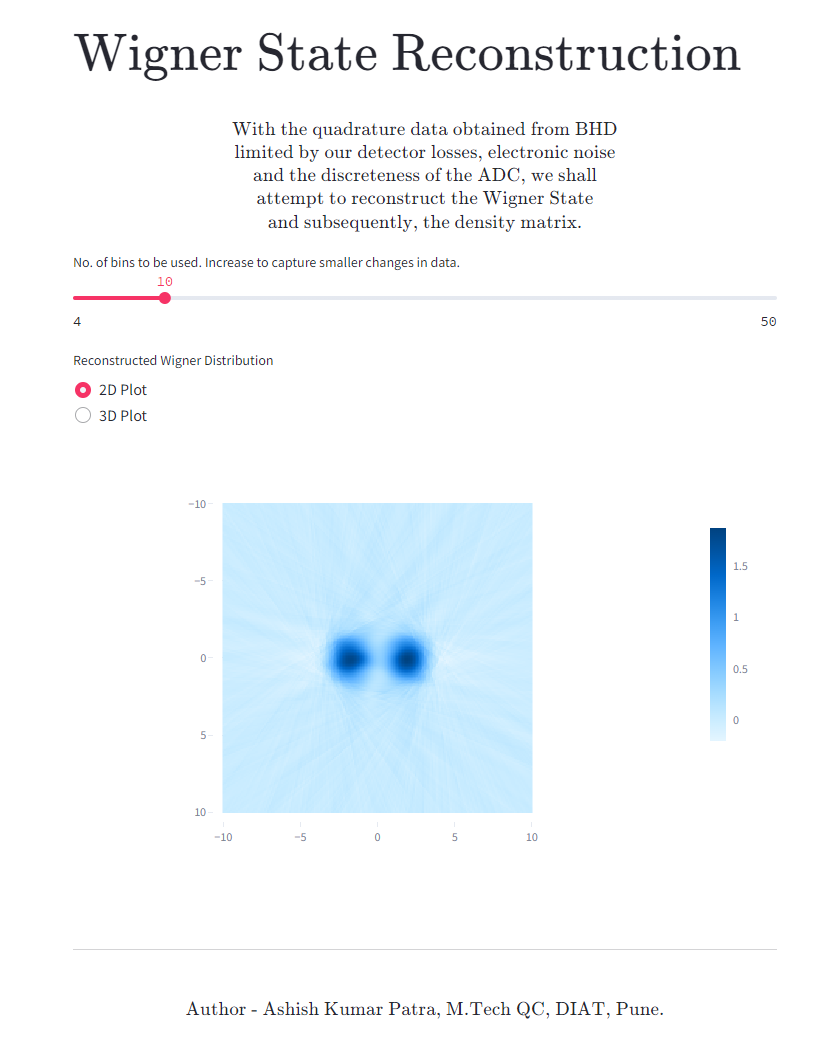 Wigner State Reconstruction
With the quadrature data obtained from BHD
limited by our detector losses, electronic noise
and the discreteness of the ADC, we shall
attempt to reconstruct the Wigner State
and subsequently, the density matrix.
No. of bins to be used. Increase to capture smaller changes in data.
10
4 50
Reconstructed Wigner Distribution
2D Plot
3D Plot
−10
−5
0
5
10
−10 −5 0 5 10
1.5
1
0.5
0
Author - Ashish Kumar Patra, M.Tech QC, DIAT, Pune.